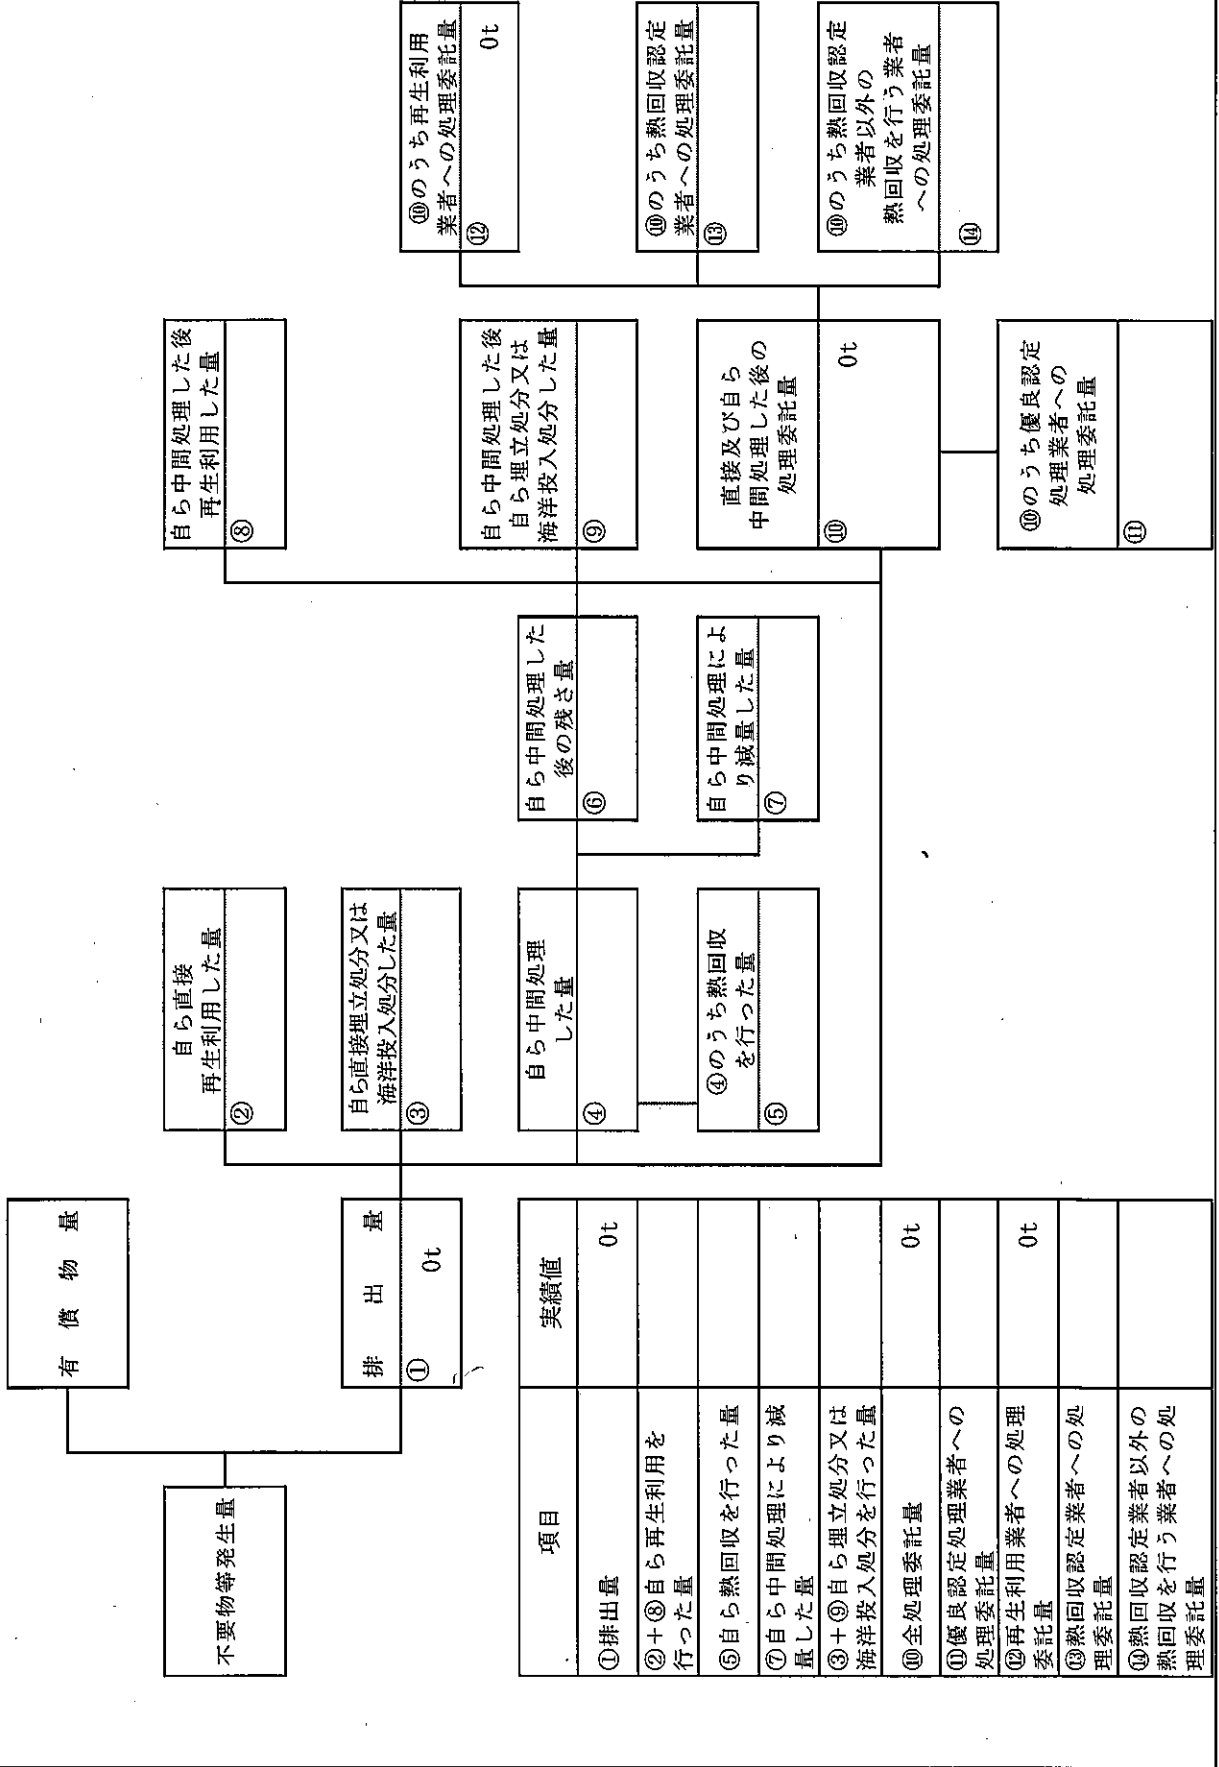 不要物等発生量
有償物量
排出量
①
0t
自ら直接
再生利用した量
②
自ら直接埋立処分又は
海洋投入処分した量
③
自ら中間処理
した量
④
④のうち熱回収
を行った量
⑤
自ら中間処理した
後の残さ量
⑥
自ら中間処理によ
り減量した量
⑦
自ら中間処理した後
再生利用した量
⑧
自ら中間処理した後
自ら埋立処分又は
海洋投入処分した量
⑨
直接及び自ら
中間処理した後の
処理委託量
⑩
0t
⑩のうち優良認定
処理業者への
処理委託量
⑪
⑩のうち再生利用
業者への処理委託量
⑫
0t
⑩のうち熱回収認定
業者への処理委託量
⑬
⑩のうち熱回収認定
業者以外の
熱回収を行う業者
への処理委託量
⑭
項目 実績値
①排出量 0t
②+⑧自ら再生利用を
行った量
⑤自ら熱回収を行った量
⑦自ら中間処理により減
量した量
③+⑨自ら埋立処分又は
海洋投入処分を行った量
⑩全処理委託量 0t
⑪優良認定処理業者への
処理委託量
⑫再生利用業者への処理
委託量 0t
⑬熱回収認定業者への処
理委託量
⑭熱回収認定業者以外の
熱回収を行う業者への処
理委託量